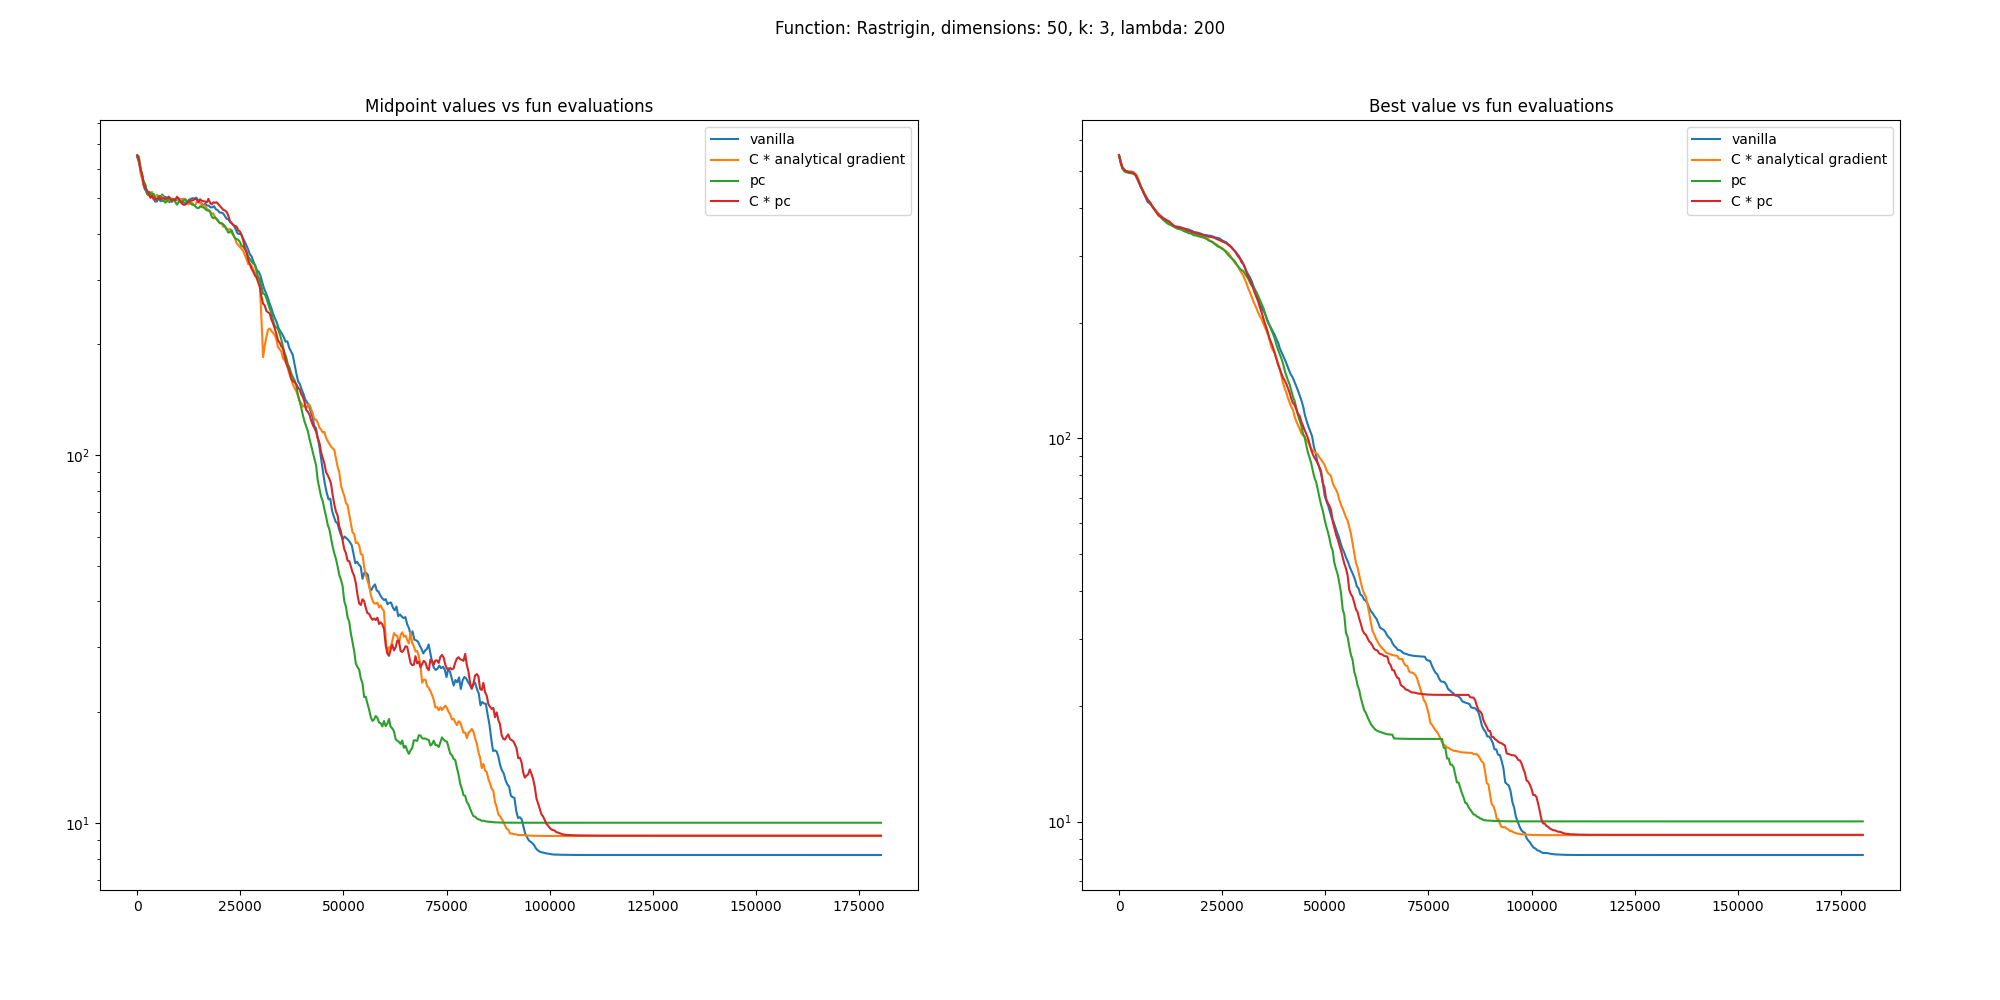 Function: Rastrigin, dimensions: 50, k: 3, lambda: 200
Midpoint values vs fun evaluations
vanilla
C * analytical gradient
pc
C * pc
10²
10¹
0 25000 50000 75000 100000 125000 150000 175000
Best value vs fun evaluations
vanilla
C * analytical gradient
pc
C * pc
10²
10¹
0 25000 50000 75000 100000 125000 150000 175000